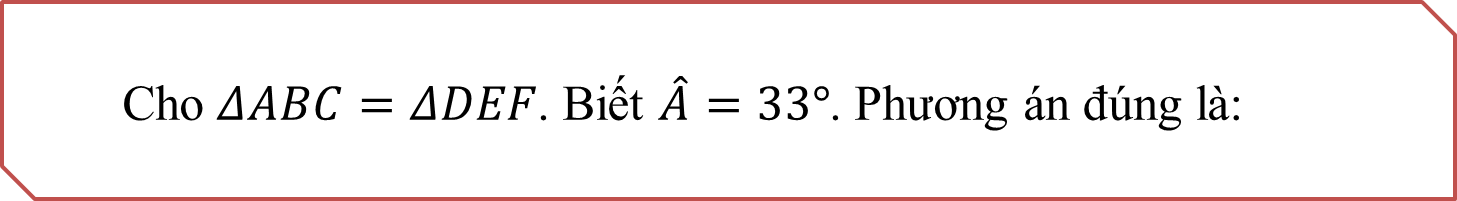 Cho ΔABC = ΔDEF. Biết Â = 33°. Phương án đúng là: